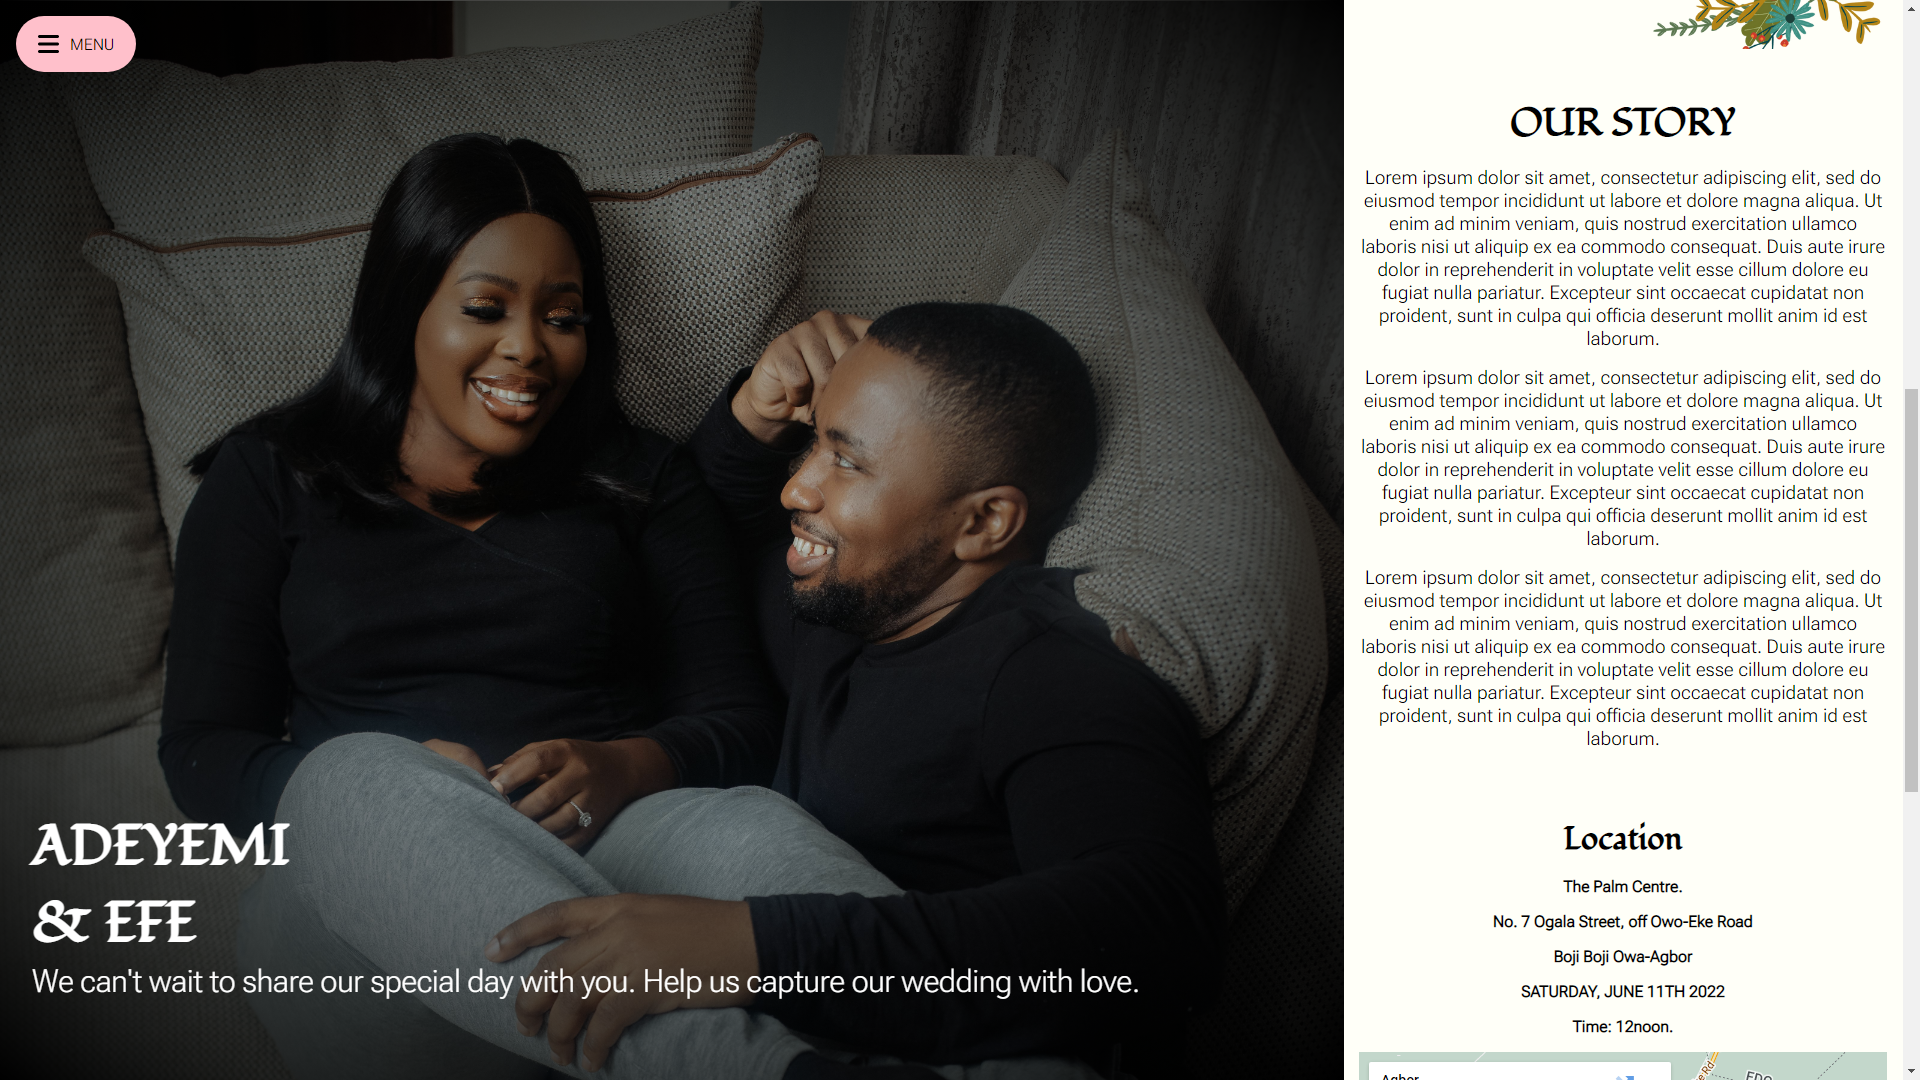 MENU
ADEYEMI
& EFE
We can't wait to share our special day with you. Help us capture our wedding with love.
OUR STORY
Lorem ipsum dolor sit amet, consectetur adipiscing elit, sed do
eiusmod tempor incididunt ut labore et dolore magna aliqua. Ut
enim ad minim veniam, quis nostrud exercitation ullamco
laboris nisi ut aliquip ex ea commodo consequat. Duis aute irure
dolor in reprehenderit in voluptate velit esse cillum dolore eu
fugiat nulla pariatur. Excepteur sint occaecat cupidatat non
proident, sunt in culpa qui officia deserunt mollit anim id est
laborum.
Lorem ipsum dolor sit amet, consectetur adipiscing elit, sed do
eiusmod tempor incididunt ut labore et dolore magna aliqua. Ut
enim ad minim veniam, quis nostrud exercitation ullamco
laboris nisi ut aliquip ex ea commodo consequat. Duis aute irure
dolor in reprehenderit in voluptate velit esse cillum dolore eu
fugiat nulla pariatur. Excepteur sint occaecat cupidatat non
proident, sunt in culpa qui officia deserunt mollit anim id est
laborum.
Lorem ipsum dolor sit amet, consectetur adipiscing elit, sed do
eiusmod tempor incididunt ut labore et dolore magna aliqua. Ut
enim ad minim veniam, quis nostrud exercitation ullamco
laboris nisi ut aliquip ex ea commodo consequat. Duis aute irure
dolor in reprehenderit in voluptate velit esse cillum dolore eu
fugiat nulla pariatur. Excepteur sint occaecat cupidatat non
proident, sunt in culpa qui officia deserunt mollit anim id est
laborum.
Location
The Palm Centre.
No. 7 Ogala Street, off Owo-Eke Road
Boji Boji Owa-Agbor
SATURDAY, JUNE 11TH 2022
Time: 12noon.